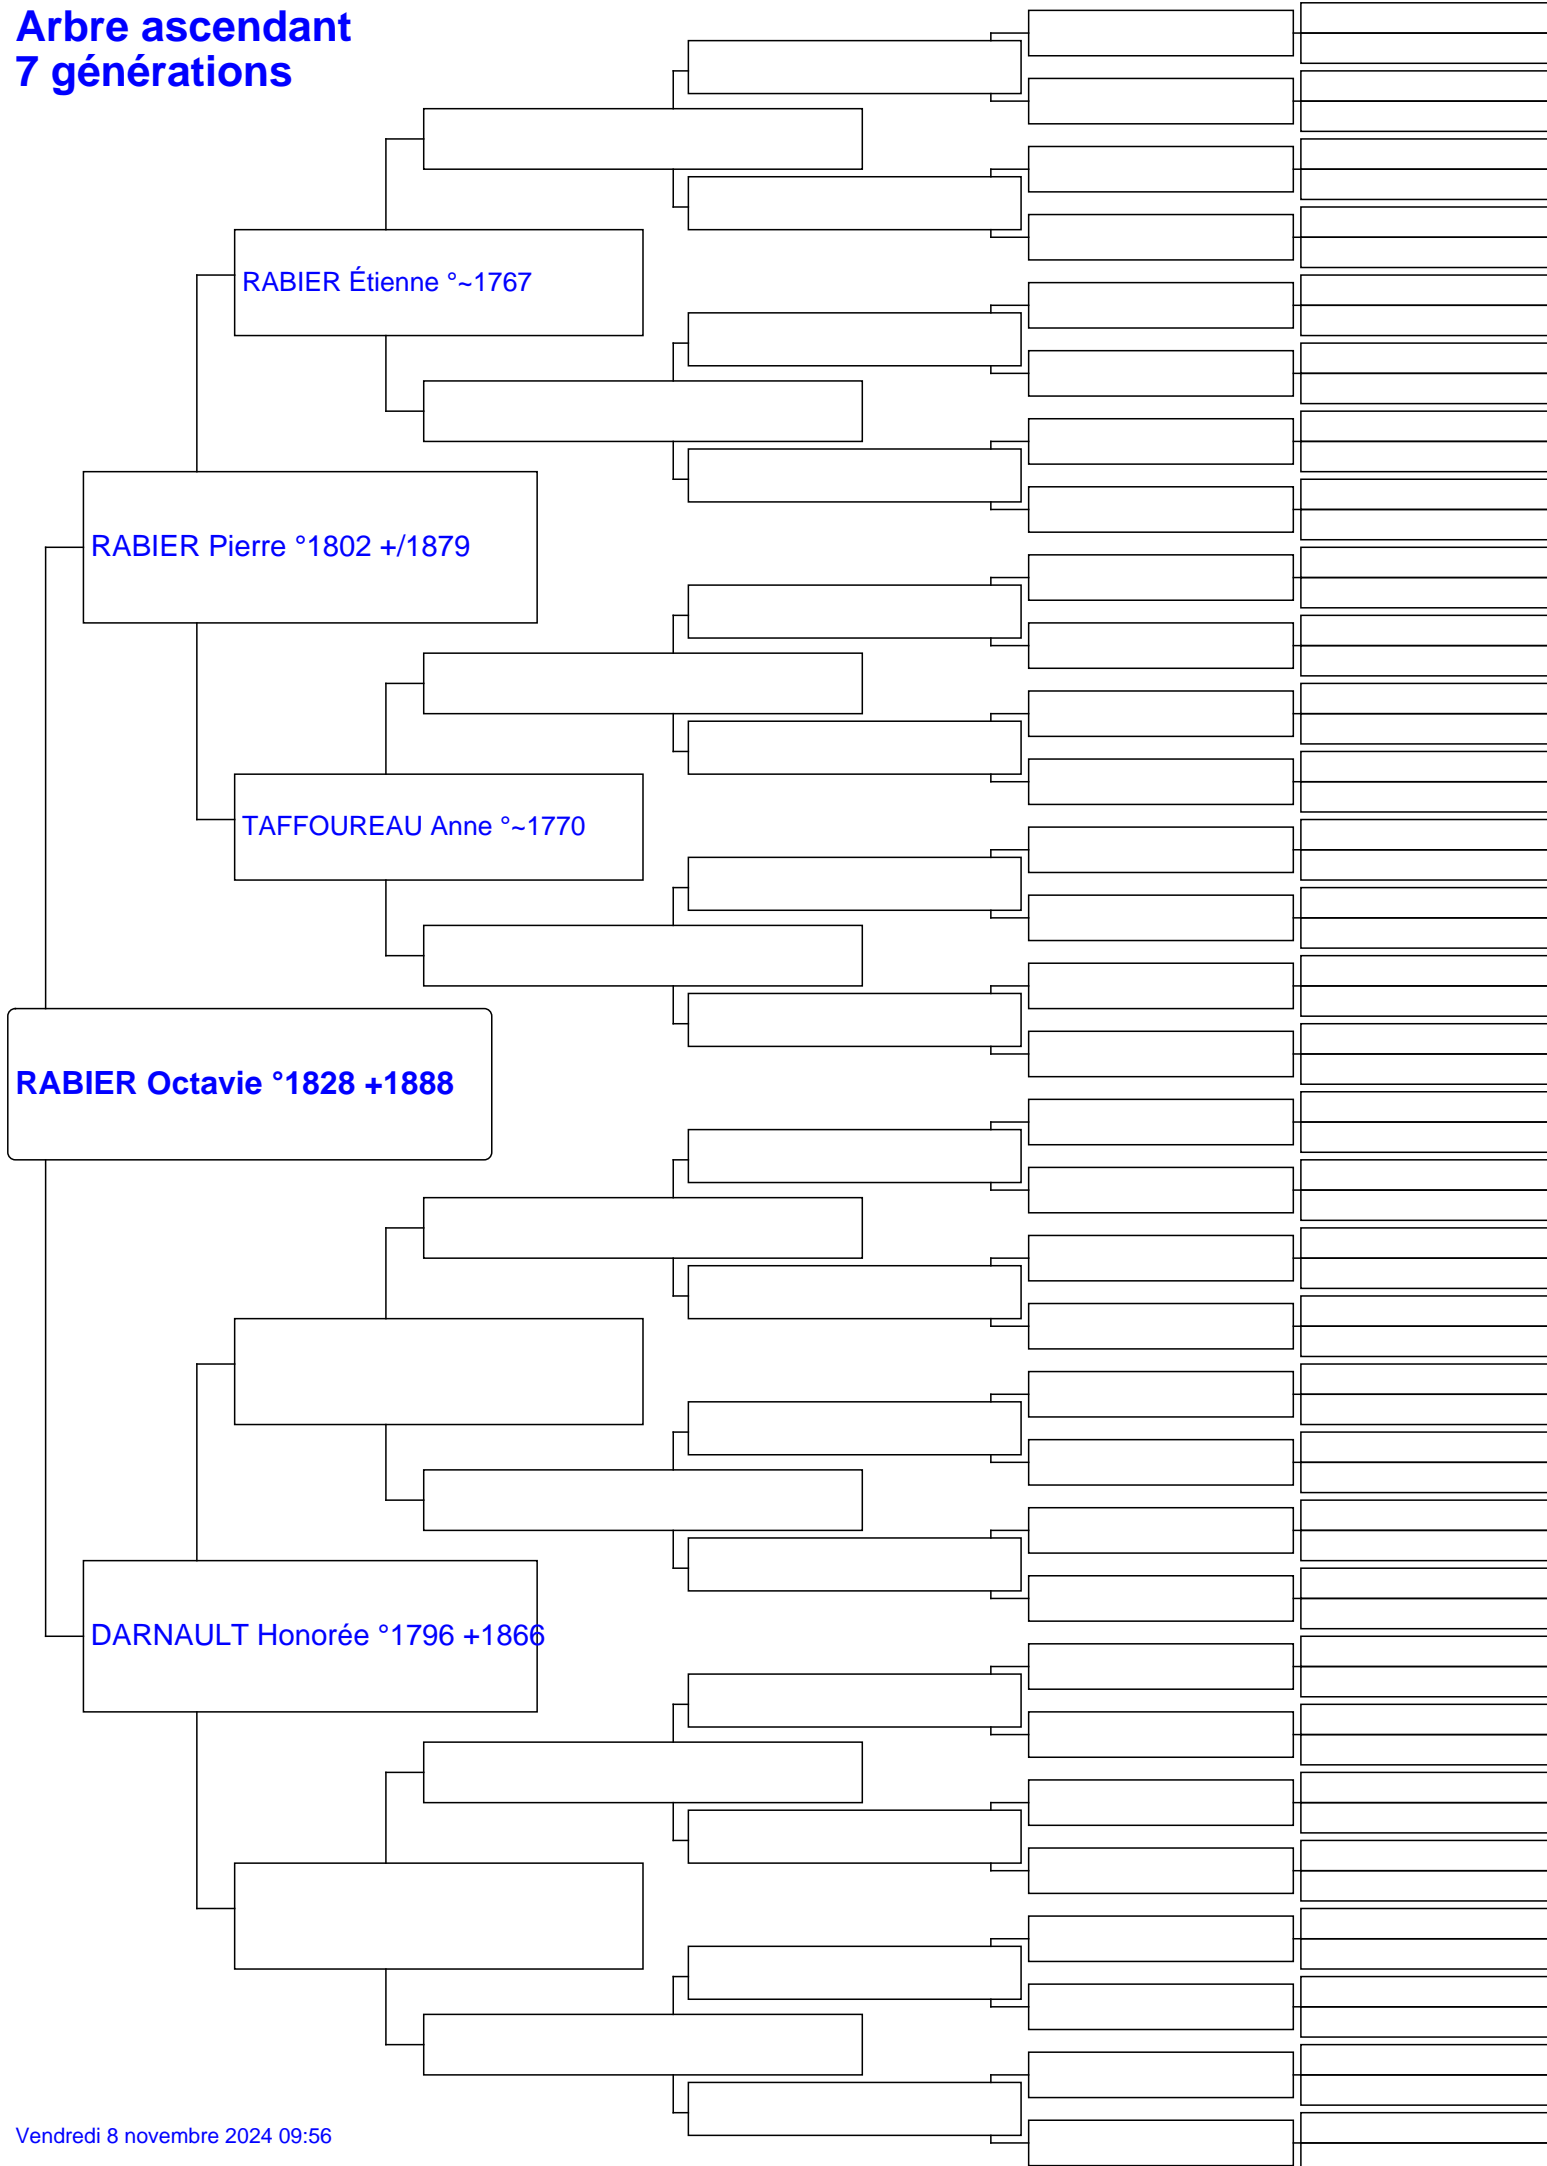 Arbre ascendant
7 générations
RABIER Étienne °~1767
RABIER Pierre °1802 +/1879
TAFFOUREAU Anne °~1770
RABIER Octavie °1828 +1888
DARNAULT Honorée °1796 +1866
Vendredi 8 novembre 2024 09:56